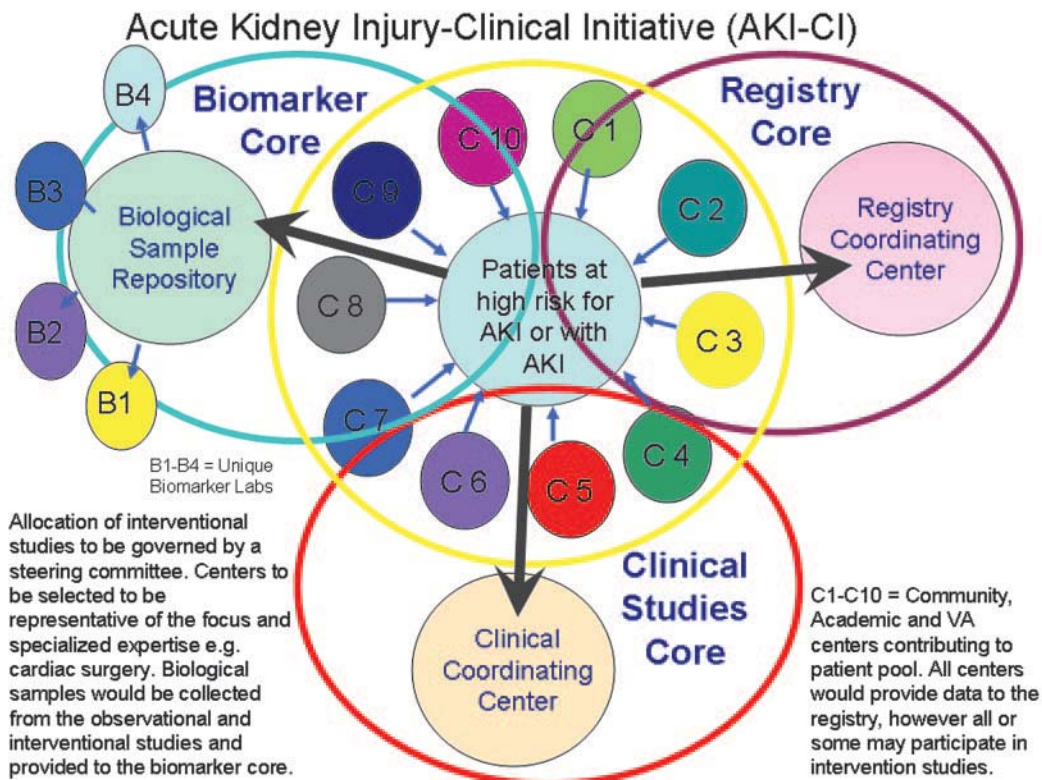 Acute Kidney Injury-Clinical Initiative (AKI-CI)
Biomarker
Core
Registry
Core
B4
B3
B2
B1
Biological
Sample
Repository
C 10
C 1
C 9
C 2
C 8
C 3
C 7
C 4
C 6
C 5
Patients at
high risk for
AKI or with
AKI
Registry
Coordinating
Center
B1-B4 = Unique
Biomarker Labs
Allocation of interventional
studies to be governed by a
steering committee. Centers to
be selected to be
representative of the focus and
specialized expertise e.g.
cardiac surgery. Biological
samples would be collected
from the observational and
interventional studies and
provided to the biomarker core.
Clinical
Coordinating
Center
Clinical
Studies
Core
C1-C10 = Community,
Academic and VA
centers contributing to
patient pool. All centers
would provide data to the
registry, however all or
some may participate in
intervention studies.